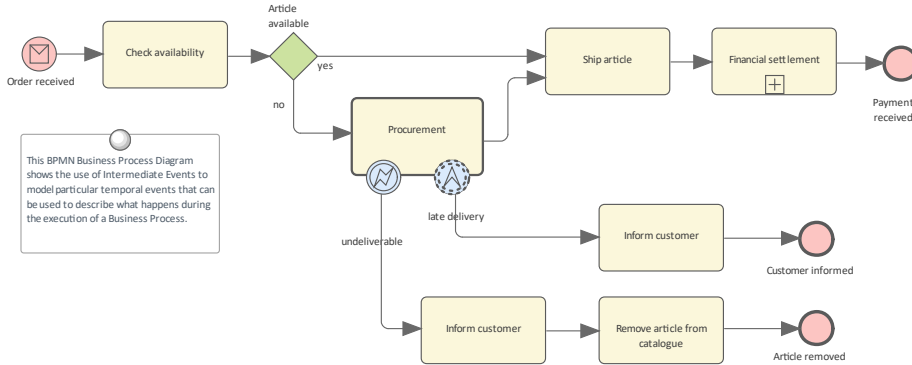 Article
available
Order received
Check availability
yes
no
Ship article
Financial settlement
Payment
received
Procurement
This BPMN Business Process Diagram
shows the use of Intermediate Events to
model particular temporal events that can
be used to describe what happens during
the execution of a Business Process.
undeliverable
late delivery
Inform customer
Customer informed
Inform customer
Remove article from
catalogue
Article removed